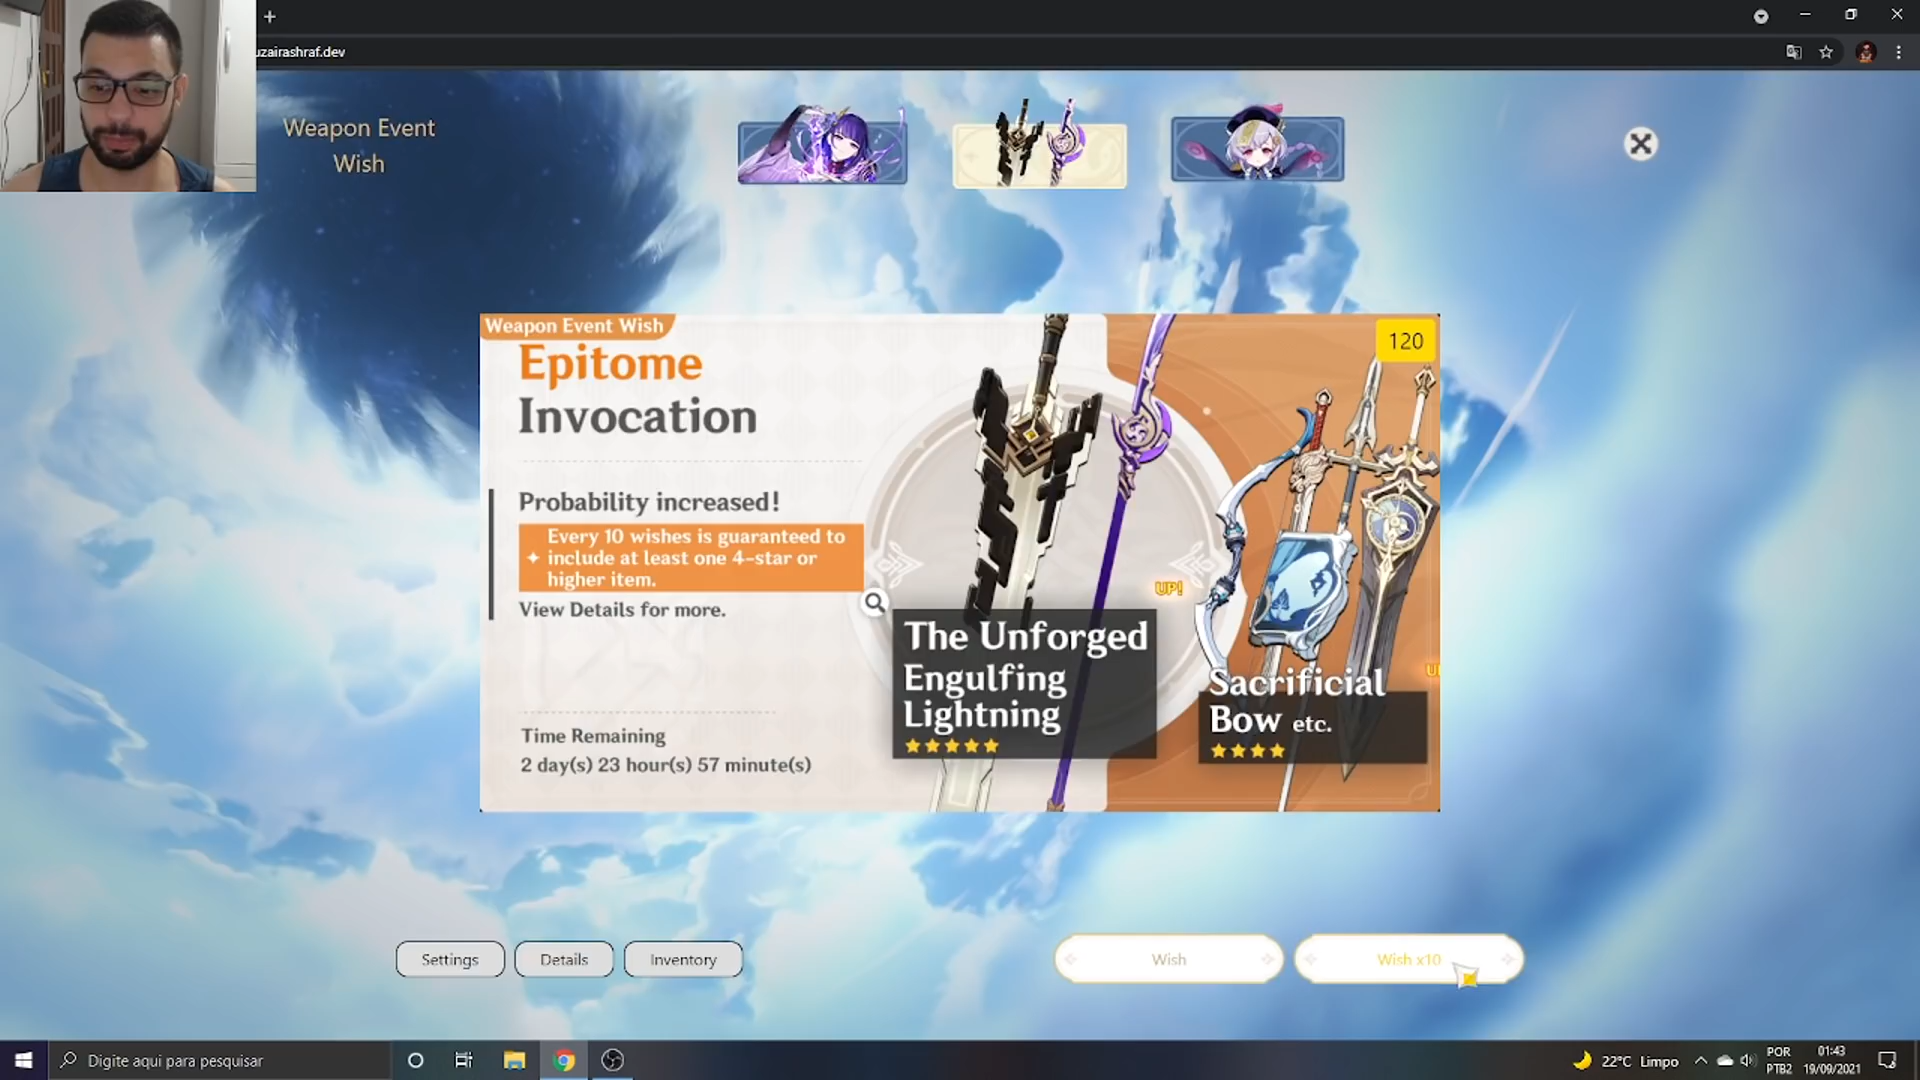 uzairashraf.dev
Weapon Event
Wish
Weapon Event Wish
120
Epitome
Invocation
Probability increased!
Every 10 wishes is guaranteed to
include at least one 4-star or
higher item.
View Details for more.
UP!
The Unforged
Engulfing
Lightning
Sacrificial
Bow etc.
Time Remaining
2 day(s) 23 hour(s) 57 minute(s)
Settings
Details
Inventory
Wish
Wish x10
Digite aqui para pesquisar
22°C Limpo
POR
PTB2
01:43
19/09/2021